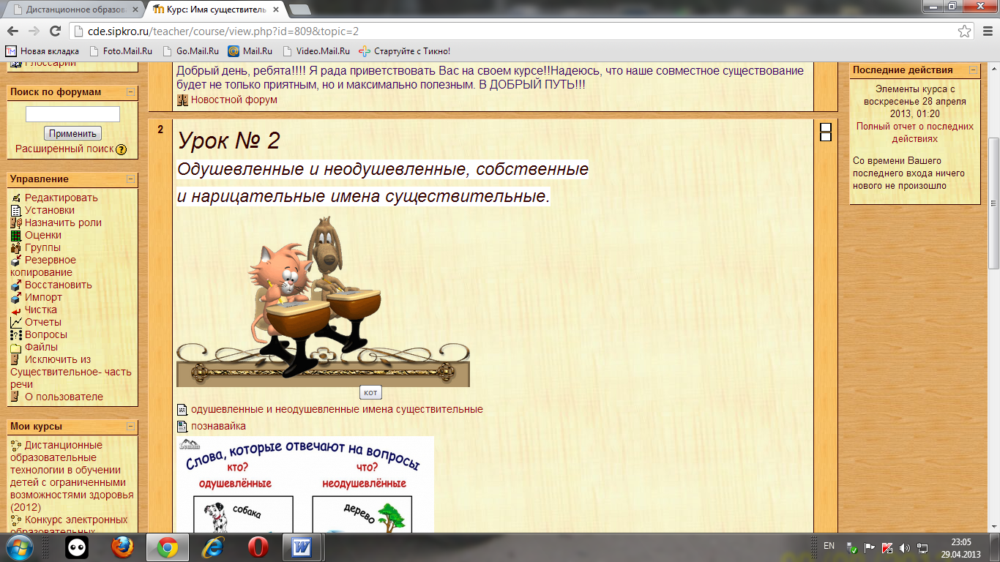 Дистанционное образова
Курс: Имя существитель
cde.sipkro.ru/teacher/course/view.php?id=809&topic=2
Новая вкладка
Foto.Mail.Ru
Go.Mail.Ru
Mail.Ru
Video.Mail.Ru
Стартуйте с Тикно!
Глоссарии
Поиск по форумам
Применить
Расширенный поиск
Управление
Редактировать
Установки
Назначить роли
Оценки
Группы
Резервное
копирование
Восстановить
Импорт
Чистка
Отчеты
Вопросы
Файлы
Исключить из
Существительное- часть
речи
О пользователе
Мои курсы
Дистанционные
образовательные
технологии в обучении
детей с ограниченными
возможностями здоровья
(2012)
Конкурс электронных
образовательных
Добрый день, ребята!!!! Я рада приветствовать Вас на своем курсе!!Надеюсь, что наше совместное существование
будет не только приятным, но и максимально полезным. В ДОБРЫЙ ПУТЬ!!!
Новостной форум
2
Урок № 2
Одушевленные и неодушевленные, собственные
и нарицательные имена существительные.
кот
одушевленные и неодушевленные имена существительные
познавайка
Слова, которые отвечают на вопросы
кто?
что?
одушевлённые
неодушевлённые
собака
дерево
Последние действия
Элементы курса с
воскресенье 28 апреля
2013, 01:20
Полный отчет о последних
действиях
Со времени Вашего
последнего входа ничего
нового не произошло
EN
23:05
29.04.2013